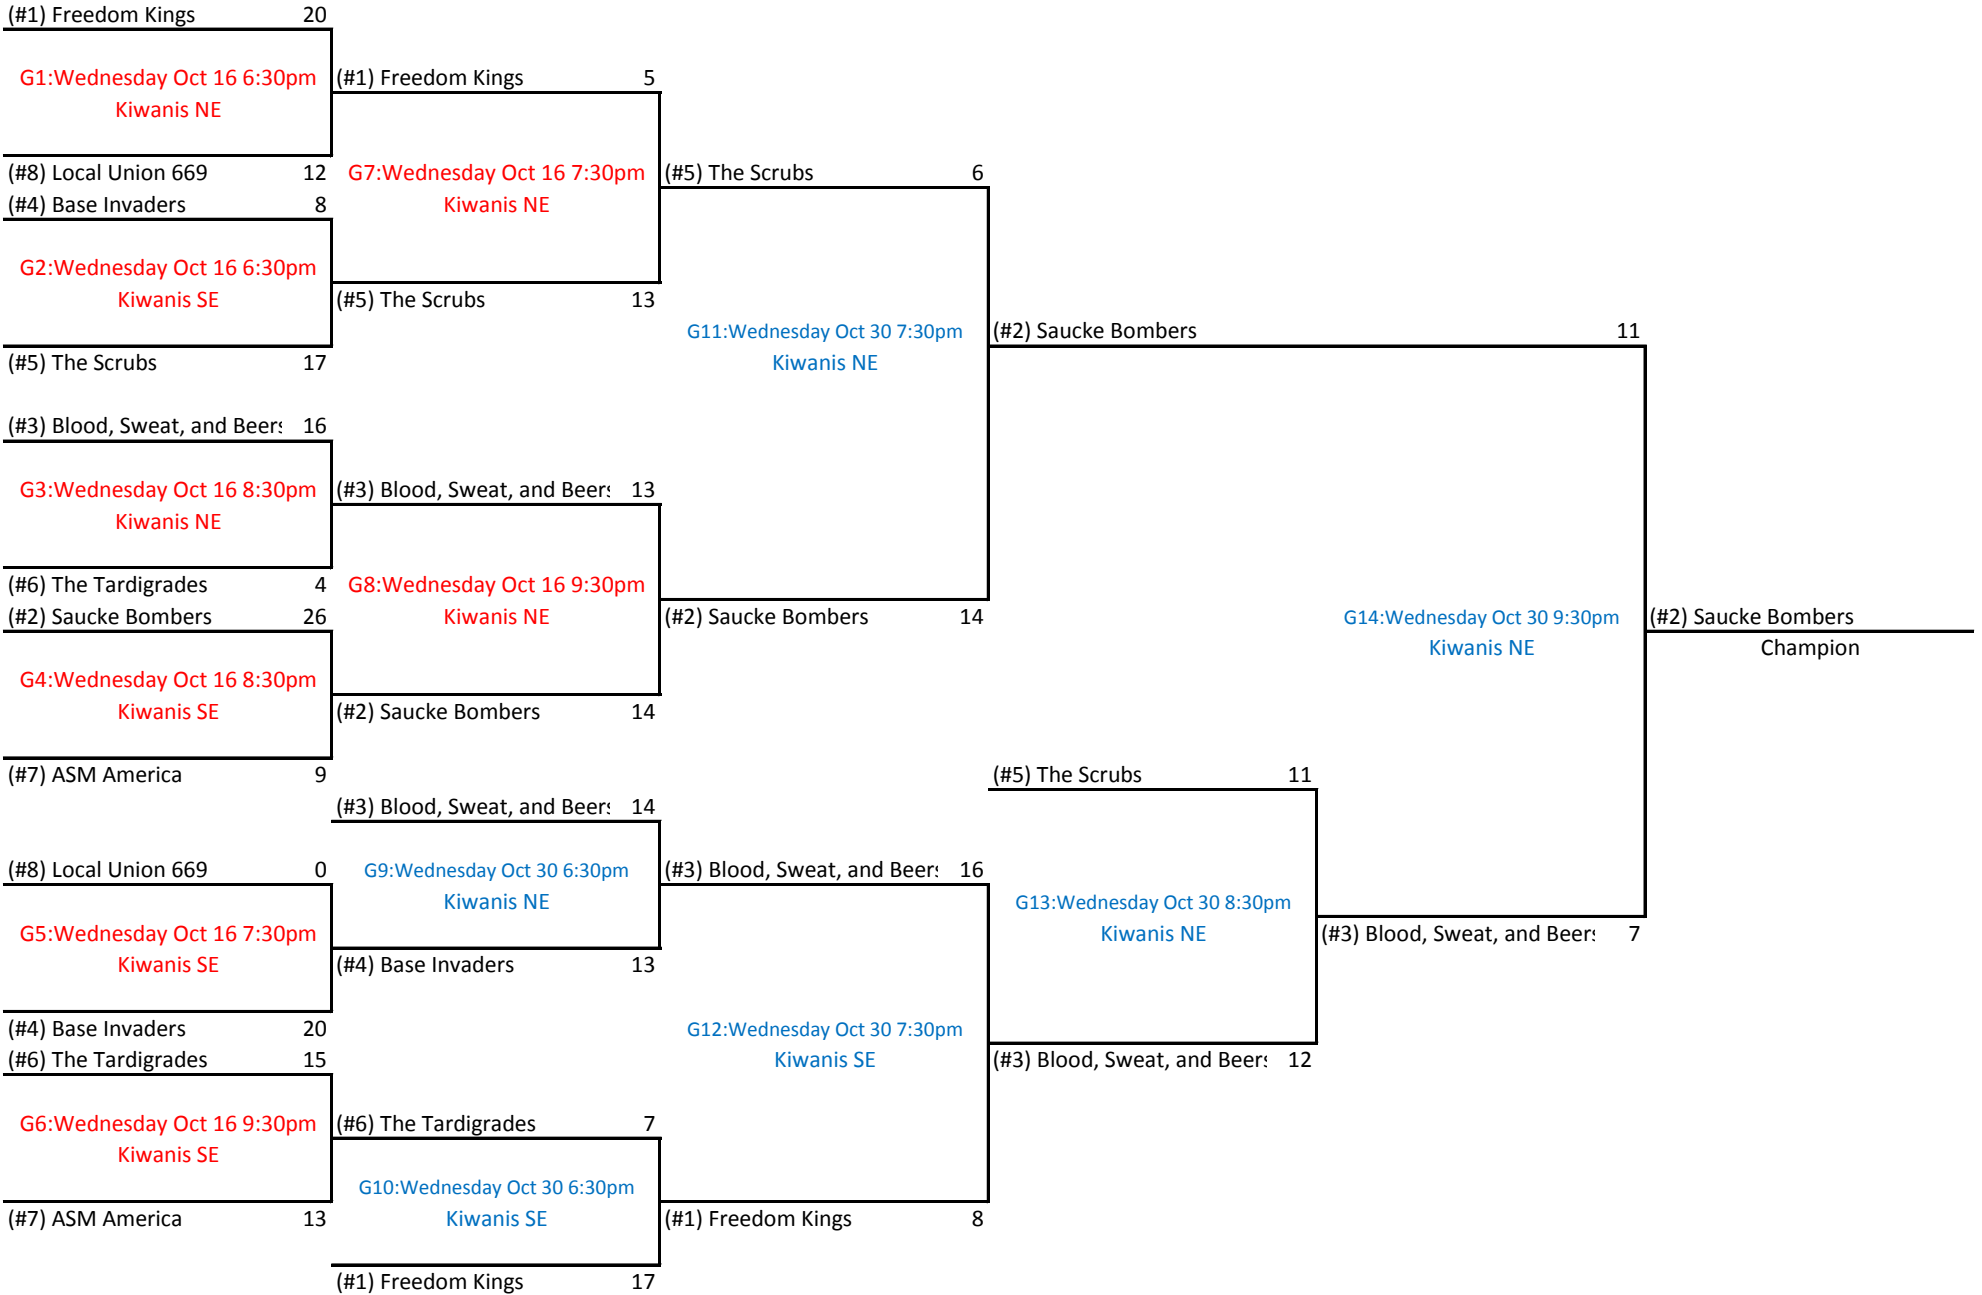 (#1) Freedom Kings 20
G1:Wednesday Oct 16 6:30pm
Kiwanis NE
(#8) Local Union 669 12
(#4) Base Invaders 8
G2:Wednesday Oct 16 6:30pm
Kiwanis SE
(#5) The Scrubs 17
(#3) Blood, Sweat, and Beers 16
G3:Wednesday Oct 16 8:30pm
Kiwanis NE
(#6) The Tardigrades 4
(#2) Saucke Bombers 26
G4:Wednesday Oct 16 8:30pm
Kiwanis SE
(#7) ASM America 9
(#8) Local Union 669 0
G5:Wednesday Oct 16 7:30pm
Kiwanis SE
(#4) Base Invaders 20
(#6) The Tardigrades 15
G6:Wednesday Oct 16 9:30pm
Kiwanis SE
(#7) ASM America 13
(#1) Freedom Kings 5
G7:Wednesday Oct 16 7:30pm
Kiwanis NE
(#5) The Scrubs 13
(#3) Blood, Sweat, and Beers 13
G8:Wednesday Oct 16 9:30pm
Kiwanis NE
(#2) Saucke Bombers 14
(#3) Blood, Sweat, and Beers 14
G9:Wednesday Oct 30 6:30pm
Kiwanis NE
(#4) Base Invaders 13
(#6) The Tardigrades 7
G10:Wednesday Oct 30 6:30pm
Kiwanis SE
(#1) Freedom Kings 17
(#5) The Scrubs 6
G11:Wednesday Oct 30 7:30pm
Kiwanis NE
(#2) Saucke Bombers 14
(#3) Blood, Sweat, and Beers 16
G12:Wednesday Oct 30 7:30pm
Kiwanis SE
(#1) Freedom Kings 8
(#2) Saucke Bombers 11
(#5) The Scrubs 11
G13:Wednesday Oct 30 8:30pm
Kiwanis NE
(#3) Blood, Sweat, and Beers 12
G14:Wednesday Oct 30 9:30pm
Kiwanis NE
(#3) Blood, Sweat, and Beers 7
(#2) Saucke Bombers
Champion